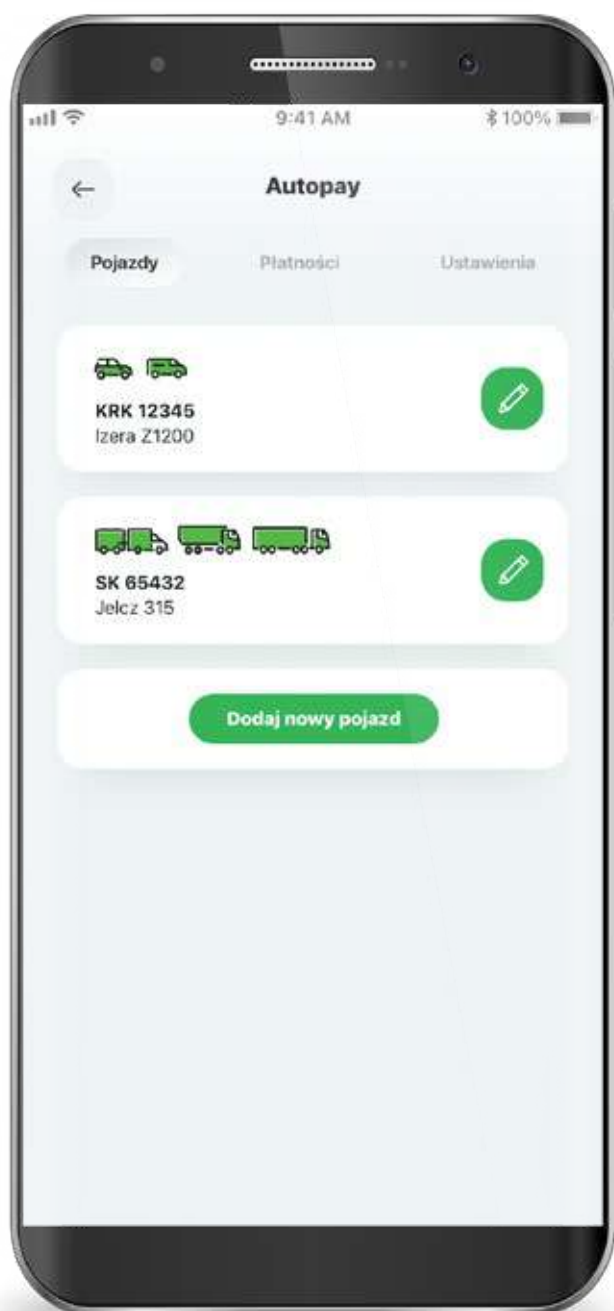 9:41 AM
100%
Autopay
Pojazdy
Płatności
Ustawienia
KRK 12345
Izera Z1200
SK 65432
Jelcz 315
Dodaj nowy pojazd